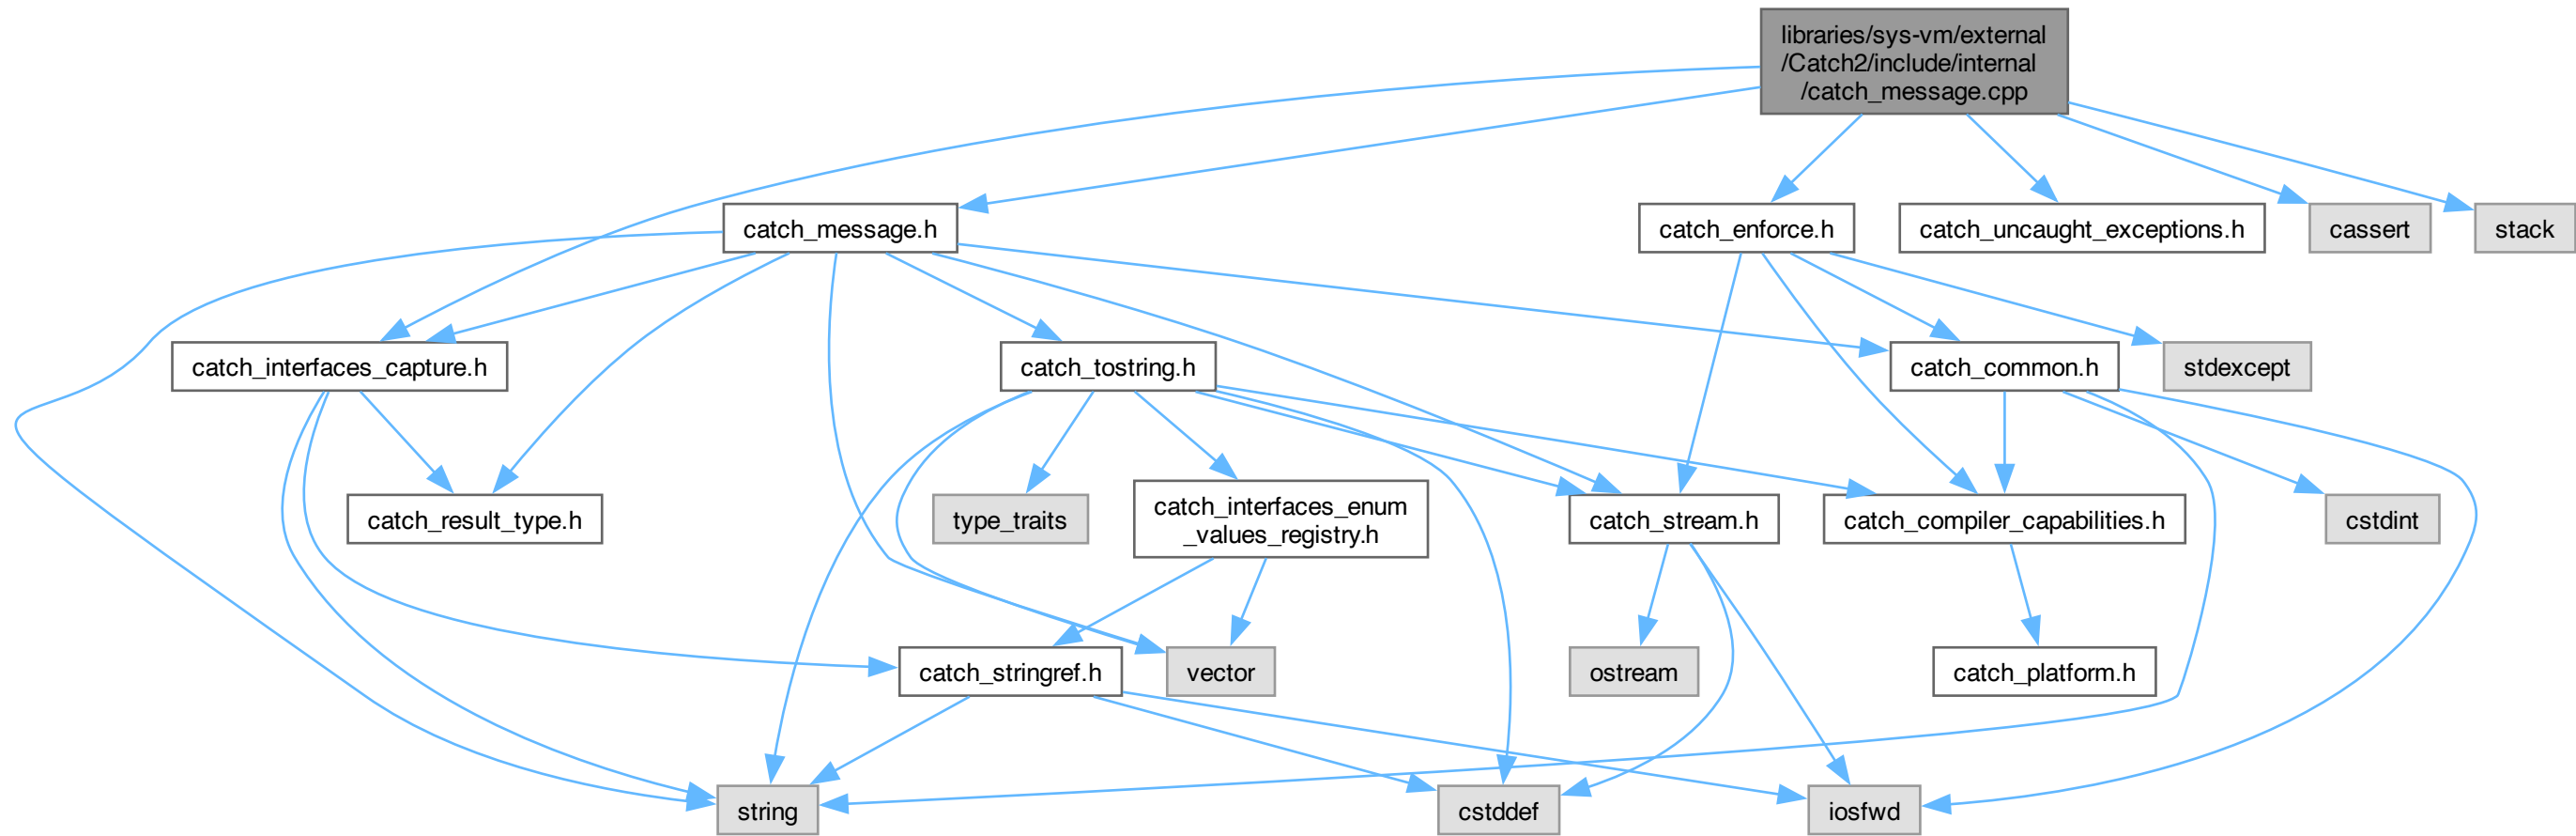 libraries/sys-vm/external
/Catch2/include/internal
/catch_message.cpp
catch_message.h
catch_enforce.h
catch_uncaught_exceptions.h
cassert
stack
catch_interfaces_capture.h
catch_tostring.h
catch_common.h
stdexcept
catch_result_type.h
type_traits
catch_interfaces_enum
_values_registry.h
catch_stream.h
catch_compiler_capabilities.h
cstdint
catch_stringref.h
vector
ostream
catch_platform.h
string
cstddef
iosfwd